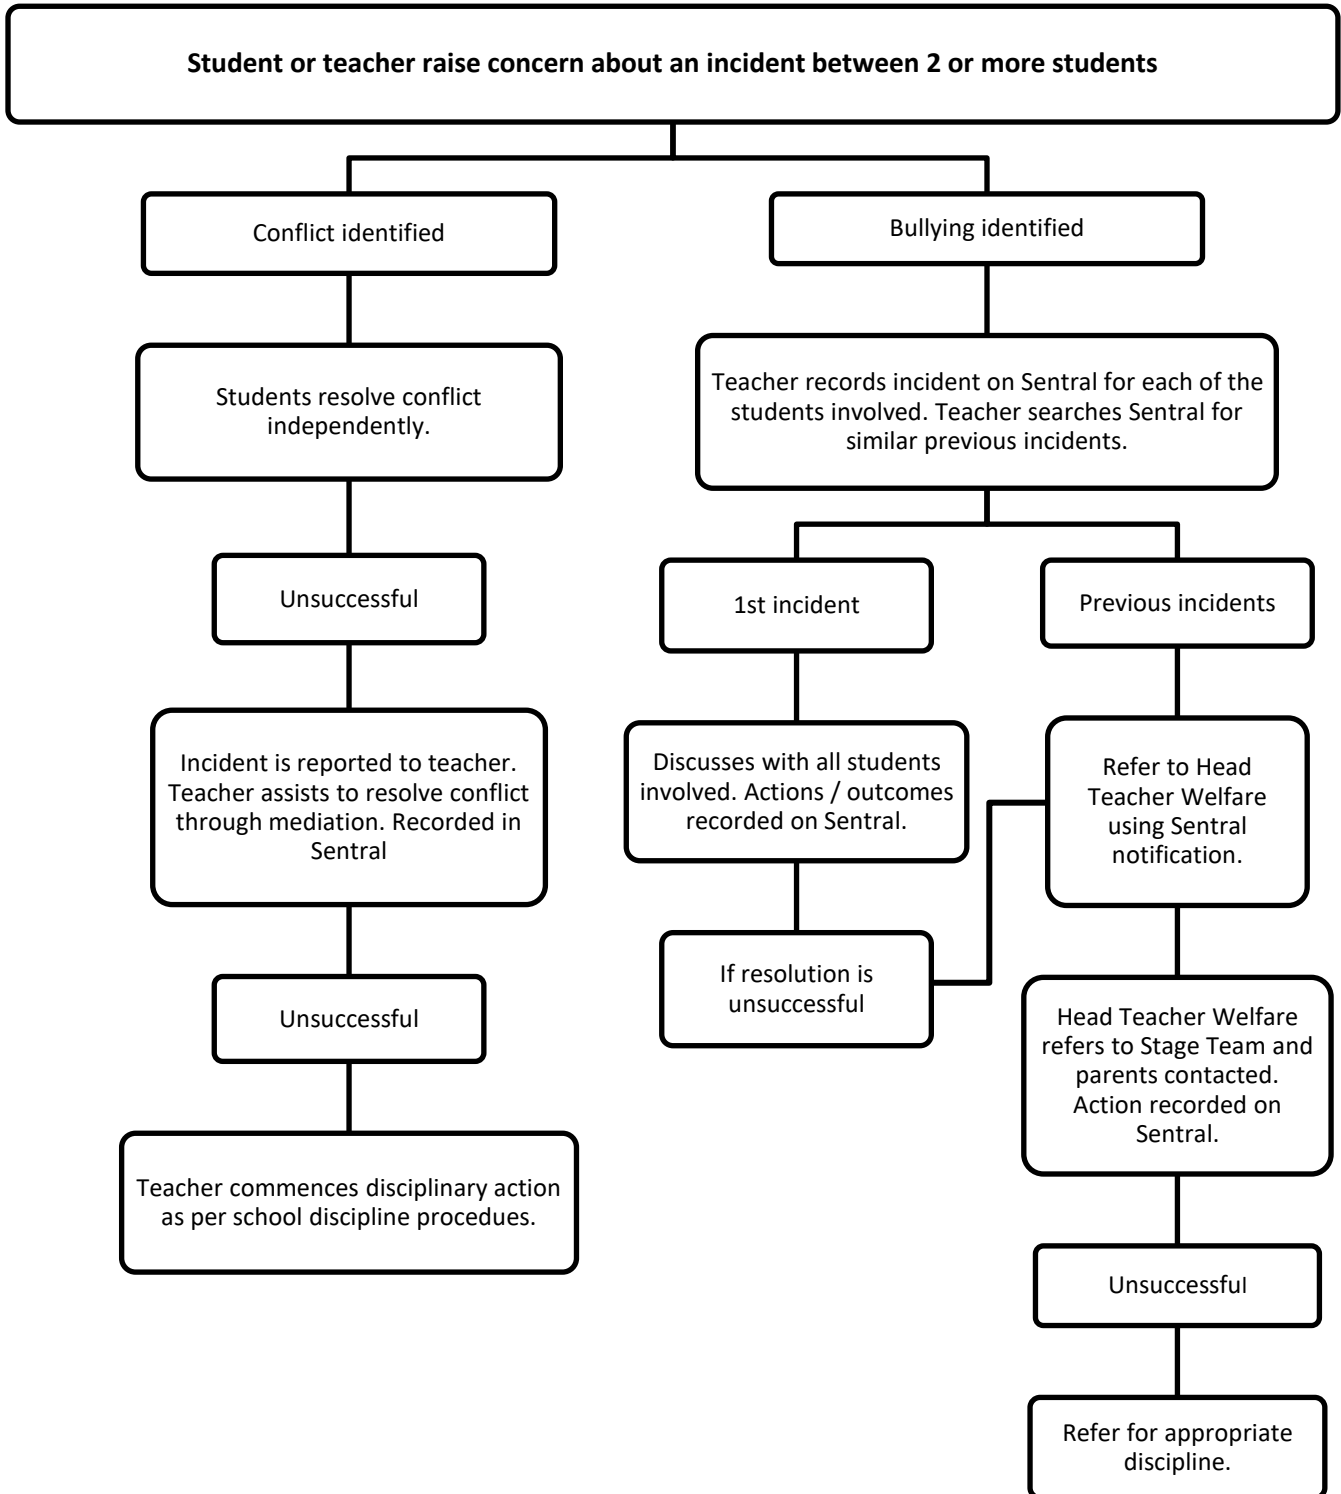 Student or teacher raise concern about an incident between 2 or more students
Conflict identified
Students resolve conflict
independently.
Unsuccessful
Incident is reported to teacher.
Teacher assists to resolve conflict
through mediation. Recorded in
Sentral
Unsuccessful
Teacher commences disciplinary action
as per school discipline procedues.
Bullying identified
Teacher records incident on Sentral for each of the
students involved. Teacher searches Sentral for
similar previous incidents.
1st incident
Discusses with all students
involved. Actions / outcomes
recorded on Sentral.
If resolution is
unsuccessful
Previous incidents
Refer to Head
Teacher Welfare
using Sentral
notification.
Head Teacher Welfare
refers to Stage Team and
parents contacted.
Action recorded on
Sentral.
Unsuccessful
Refer for appropriate
discipline.